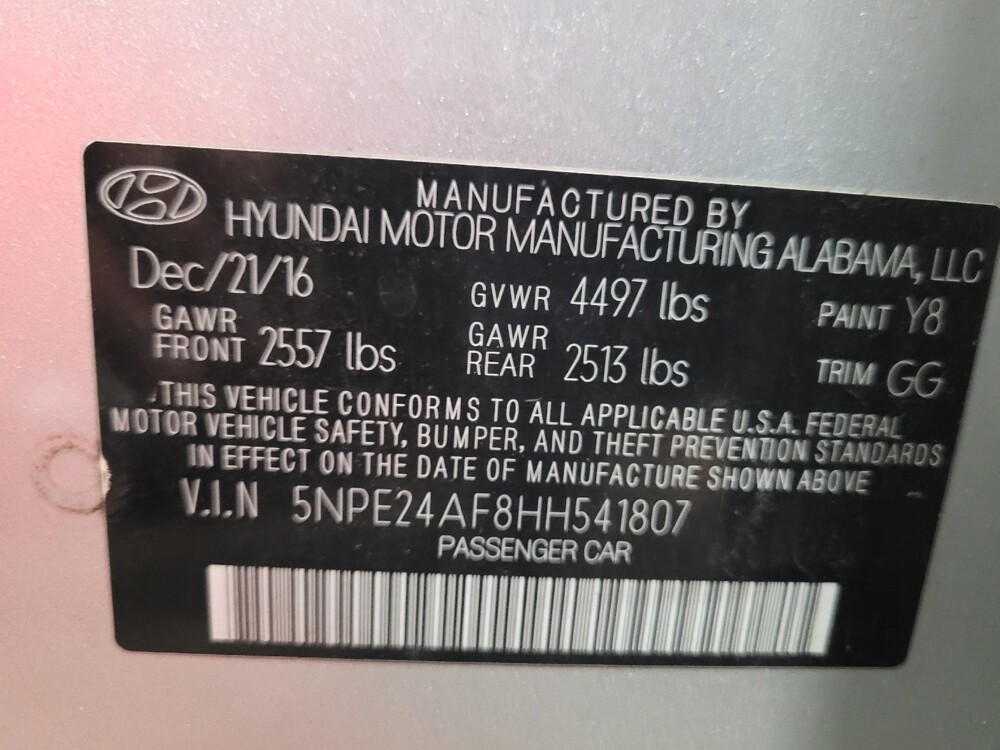 MANUFACTURED BY
HYUNDAI MOTOR MANUFACTURING ALABAMA, LLC
Dec/21/16 GVWR 4497 lbs PAINT Y8
GAWR FRONT 2557 lbs GAWR REAR 2513 lbs TRIM GG
THIS VEHICLE CONFORMS TO ALL APPLICABLE U.S.A. FEDERAL
MOTOR VEHICLE SAFETY, BUMPER, AND THEFT PREVENTION STANDARDS
IN EFFECT ON THE DATE OF MANUFACTURE SHOWN ABOVE
V.I.N 5NPE24AF8HH541807
PASSENGER CAR